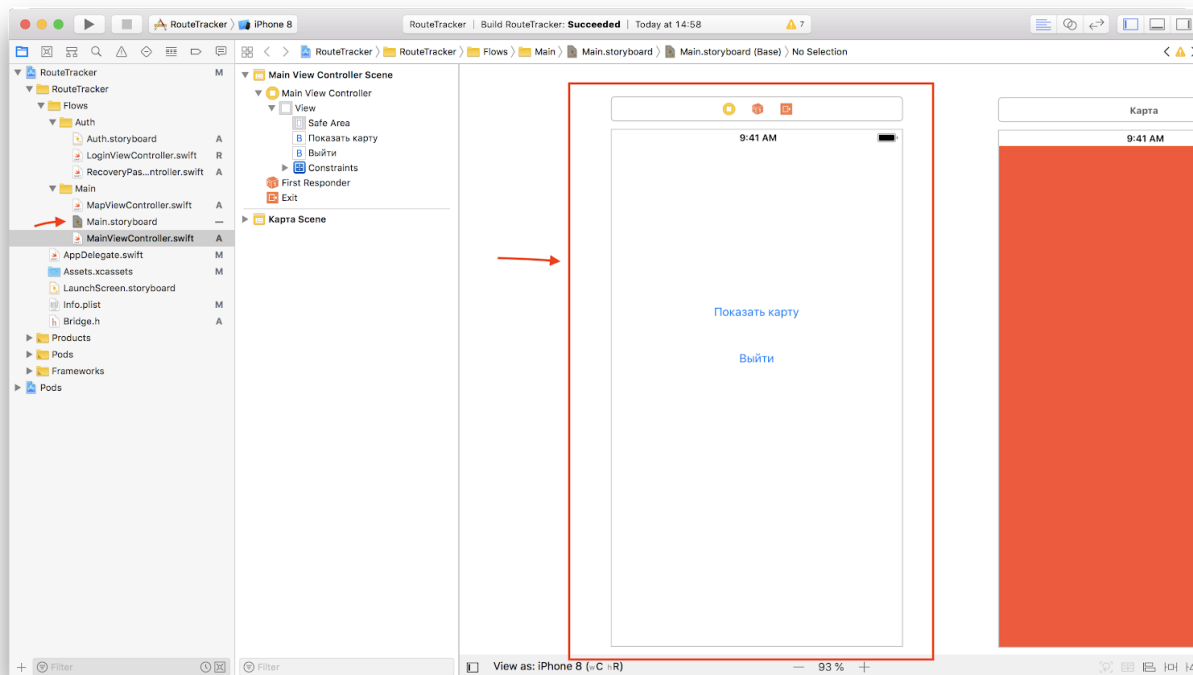 RouteTracker iPhone 8
RouteTracker | Build RouteTracker: Succeeded | Today at 14:58 7
RouteTracker RouteTracker Flows Main Main.storyboard Main.storyboard (Base) No Selection
RouteTracker M
RouteTracker
Flows
Auth
Auth.storyboard A
LoginViewController.swift R
RecoveryPas...ntroller.swift A
Main
MapViewController.swift A
Main.storyboard —
MainViewController.swift A
AppDelegate.swift M
Assets.xcassets M
LaunchScreen.storyboard
Info.plist M
Bridge.h A
Products
Pods
Frameworks
Pods
Filter
Main View Controller Scene
Main View Controller
View
Safe Area
B Показать карту
B Выйти
Constraints
First Responder
Exit
Карта Scene
Filter
9:41 AM
Показать карту
Выйти
Карта
9:41 AM
View as: iPhone 8 (wC hR)
— 93% +